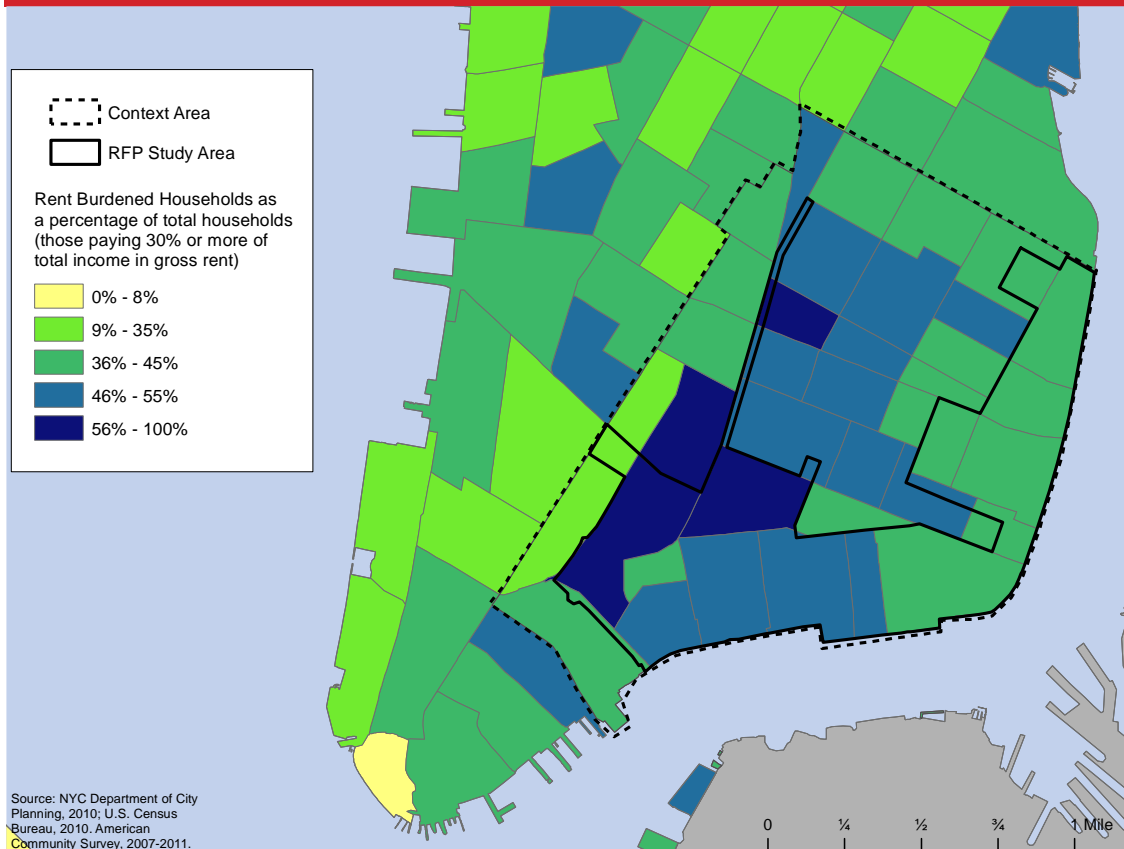 Context Area
RFP Study Area
Rent Burdened Households as
a percentage of total households
(those paying 30% or more of
total income in gross rent)
0% - 8%
9% - 35%
36% - 45%
46% - 55%
56% - 100%
Source: NYC Department of City
Planning, 2010; U.S. Census
Bureau, 2010. American
Community Survey, 2007-2011.
0 ¼ ½ ¾ 1 Mile